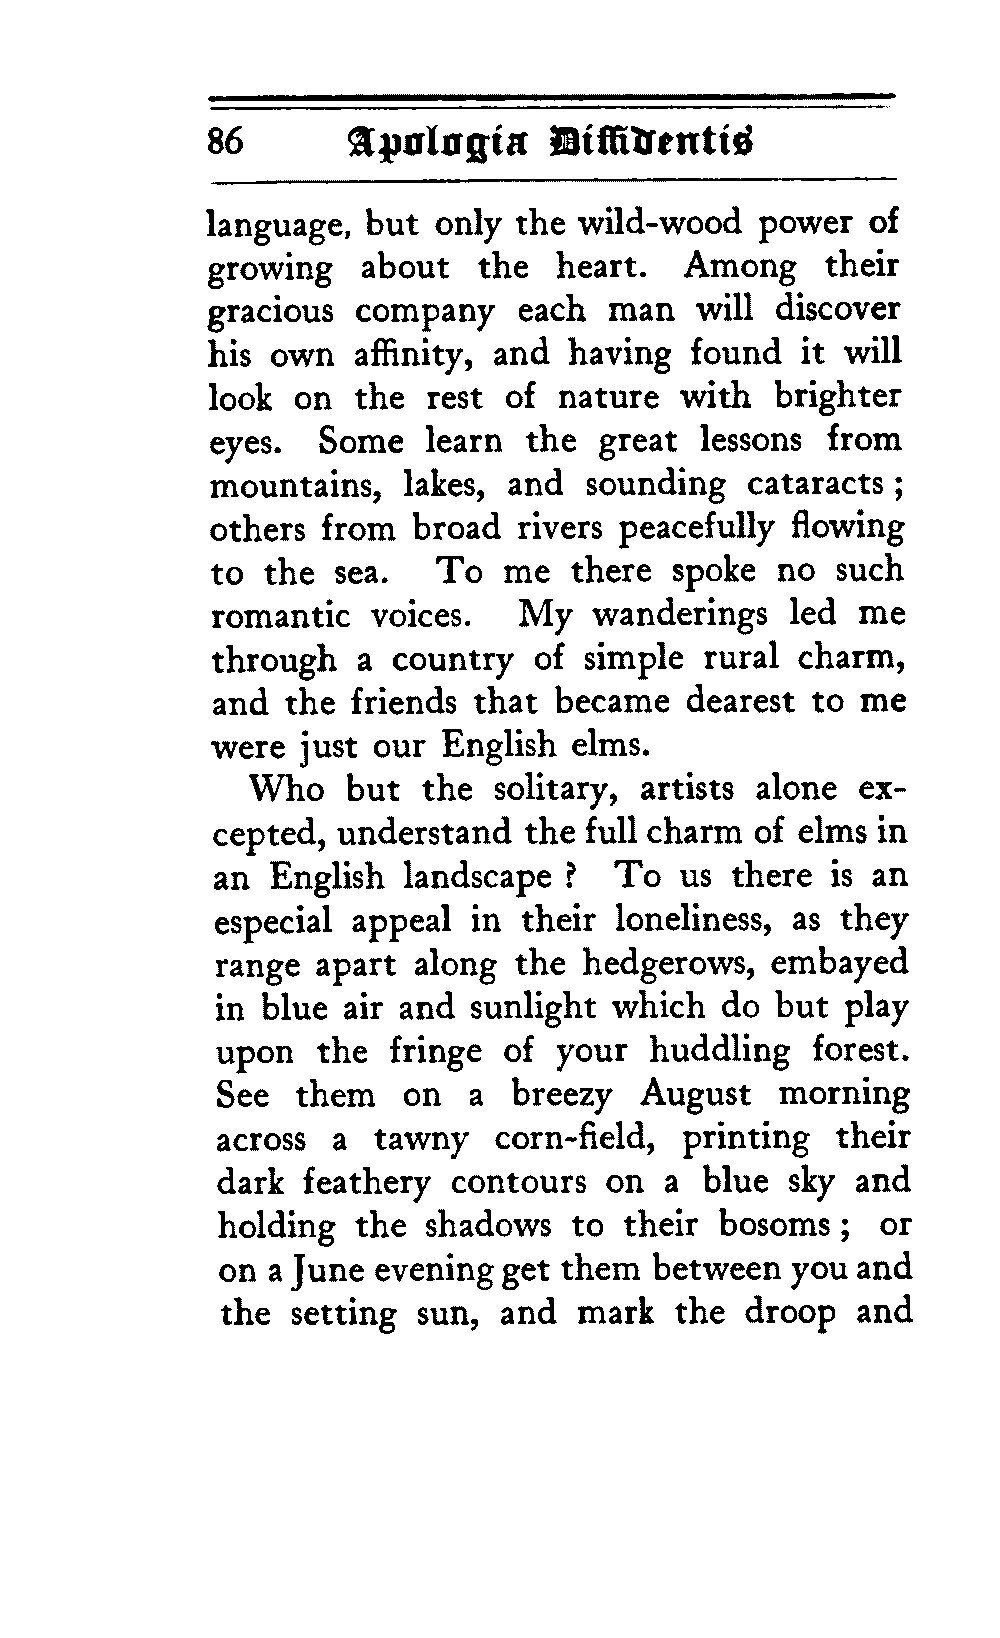 86 Apologia Diffidentis
language, but only the wild-wood power of
growing about the heart. Among their
gracious company each man will discover
his own affinity, and having found it will
look on the rest of nature with brighter
eyes. Some learn the great lessons from
mountains, lakes, and sounding cataracts ;
others from broad rivers peacefully flowing
to the sea. To me there spoke no such
romantic voices. My wanderings led me
through a country of simple rural charm,
and the friends that became dearest to me
were just our English elms.
Who but the solitary, artists alone ex-
cepted, understand the full charm of elms in
an English landscape ? To us there is an
especial appeal in their loneliness, as they
range apart along the hedgerows, embayed
in blue air and sunlight which do but play
upon the fringe of your huddling forest.
See them on a breezy August morning
across a tawny corn-field, printing their
dark feathery contours on a blue sky and
holding the shadows to their bosoms ; or
on a June evening get them between you and
the setting sun, and mark the droop and